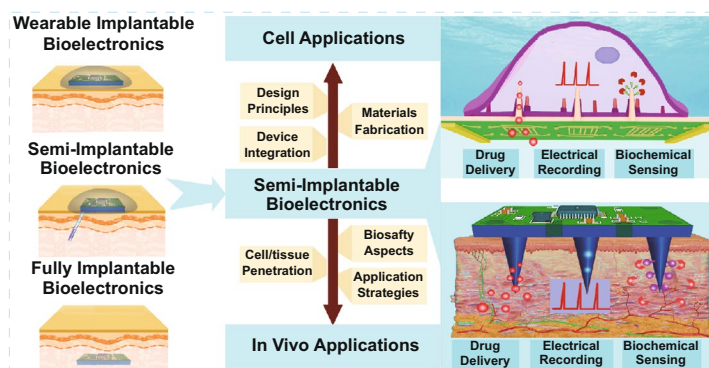 Wearable Implantable
Bioelectronics
Semi-Implantable
Bioelectronics
Fully Implantable
Bioelectronics
Cell Applications
Design
Principles
Materials
Fabrication
Device
Integration
Semi-Implantable
Bioelectronics
Biosafty
Aspects
Cell/tissue
Penetration
Application
Strategies
In Vivo Applications
Drug
Delivery
Electrical
Recording
Biochemical
Sensing
Drug
Delivery
Electrical
Recording
Biochemical
Sensing